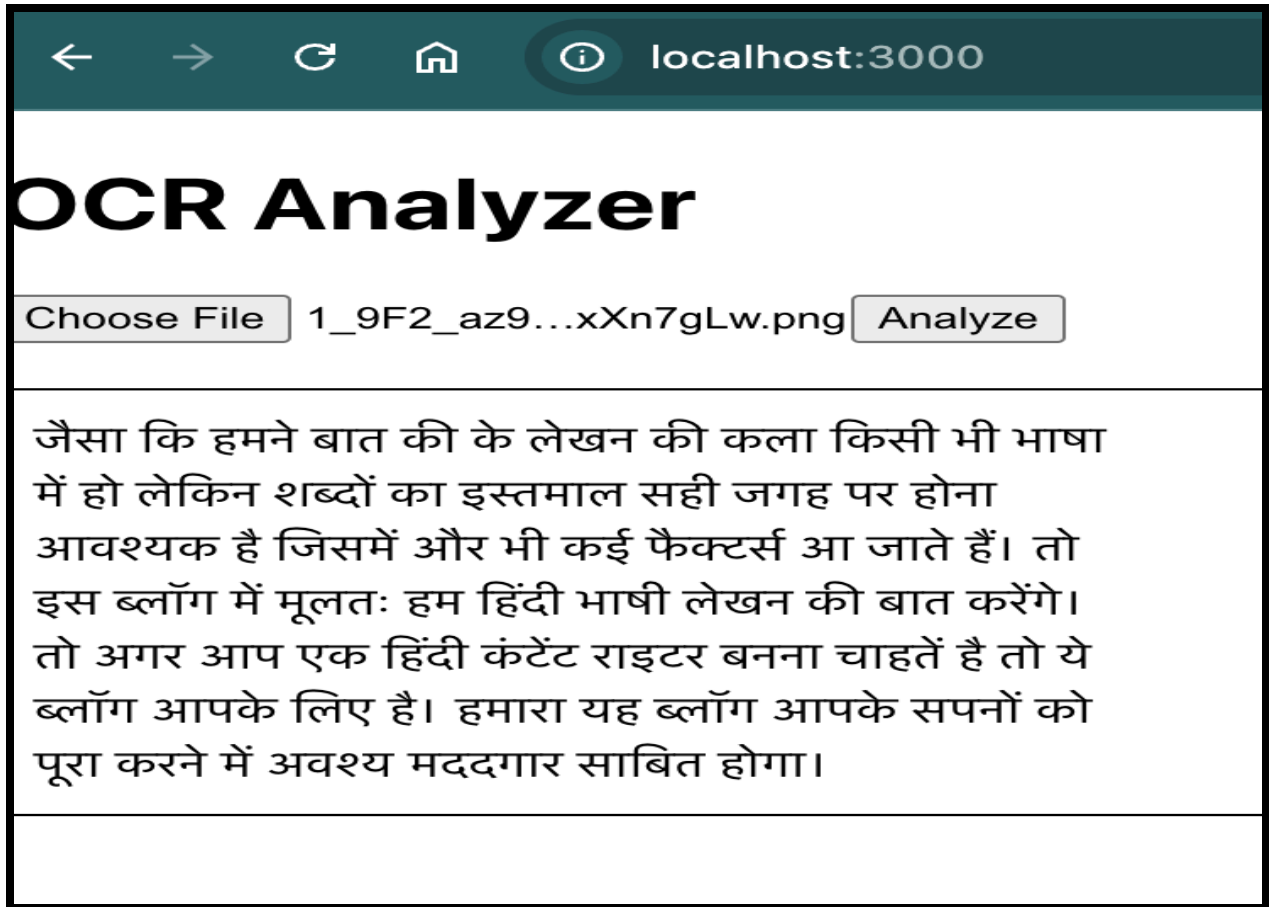 localhost:3000
OCR Analyzer
Choose File 1_9F2_az9...xXn7gLw.png Analyze
जैसा कि हमने बात की के लेखन की कला किसी भी भाषा
में हो लेकिन शब्दों का इस्तमाल सही जगह पर होना
आवश्यक है जिसमें और भी कई फैक्टर्स आ जाते हैं। तो
इस ब्लॉग में मूलतः हम हिंदी भाषी लेखन की बात करेंगे।
तो अगर आप एक हिंदी कंटेंट राइटर बनना चाहतें है तो ये
ब्लॉग आपके लिए है। हमारा यह ब्लॉग आपके सपनों को
पूरा करने में अवश्य मददगार साबित होगा।